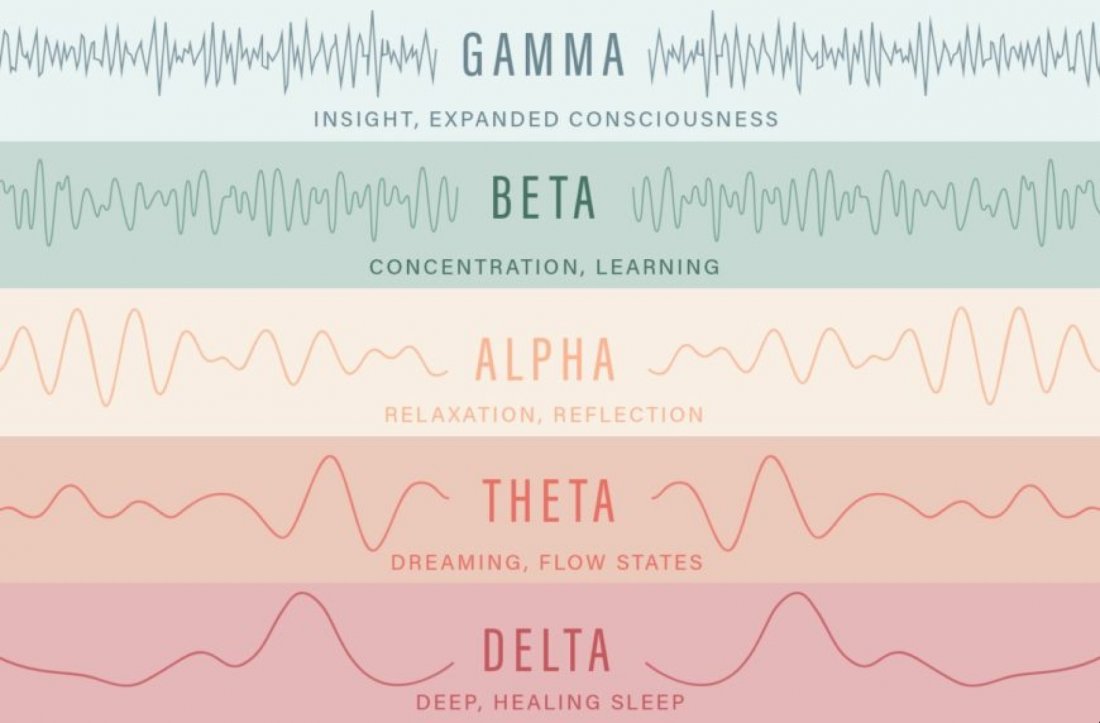 GAMMA
INSIGHT, EXPANDED CONSCIOUSNESS
BETA
CONCENTRATION, LEARNING
ALPHA
RELAXATION, REFLECTION
THETA
DREAMING, FLOW STATES
DELTA
DEEP, HEALING SLEEP